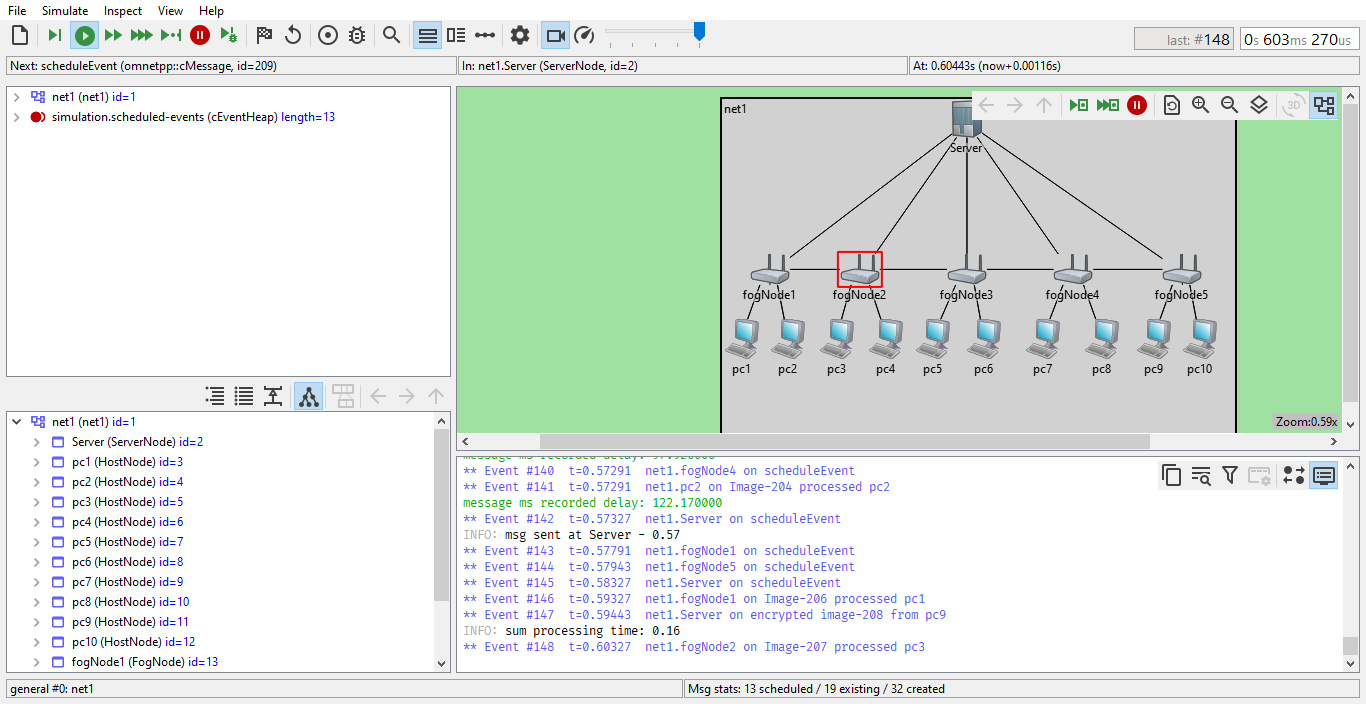 File Simulate Inspect View Help
last: #148 0s 603ms 270us
Next: scheduleEvent (omnetpp::cMessage, id=209) In: net1.Server (ServerNode, id=2) At: 0.60443s (now+0.00116s)
net1 (net1) id=1
simulation.scheduled-events (cEventHeap) length=13
net1
3D
Server
fogNode1 fogNode2 fogNode3 fogNode4 fogNode5
pc1 pc2 pc3 pc4 pc5 pc6 pc7 pc8 pc9 pc10
Zoom:0.59x
net1 (net1) id=1
Server (ServerNode) id=2
pc1 (HostNode) id=3
pc2 (HostNode) id=4
pc3 (HostNode) id=5
pc4 (HostNode) id=6
pc5 (HostNode) id=7
pc6 (HostNode) id=8
pc7 (HostNode) id=9
pc8 (HostNode) id=10
pc9 (HostNode) id=11
pc10 (HostNode) id=12
fogNode1 (FogNode) id=13
message ms recorded delay:
** Event #140 t=0.57291 net1.fogNode4 on scheduleEvent
** Event #141 t=0.57291 net1.pc2 on Image-204 processed pc2
message ms recorded delay: 122.170000
** Event #142 t=0.57327 net1.Server on scheduleEvent
INFO: msg sent at Server - 0.57
** Event #143 t=0.57791 net1.fogNode1 on scheduleEvent
** Event #144 t=0.57943 net1.fogNode5 on scheduleEvent
** Event #145 t=0.58327 net1.Server on scheduleEvent
** Event #146 t=0.59327 net1.fogNode1 on Image-206 processed pc1
** Event #147 t=0.59443 net1.Server on encrypted image-208 from pc9
INFO: sum processing time: 0.16
** Event #148 t=0.60327 net1.fogNode2 on Image-207 processed pc3
general #0: net1 Msg stats: 13 scheduled / 19 existing / 32 created